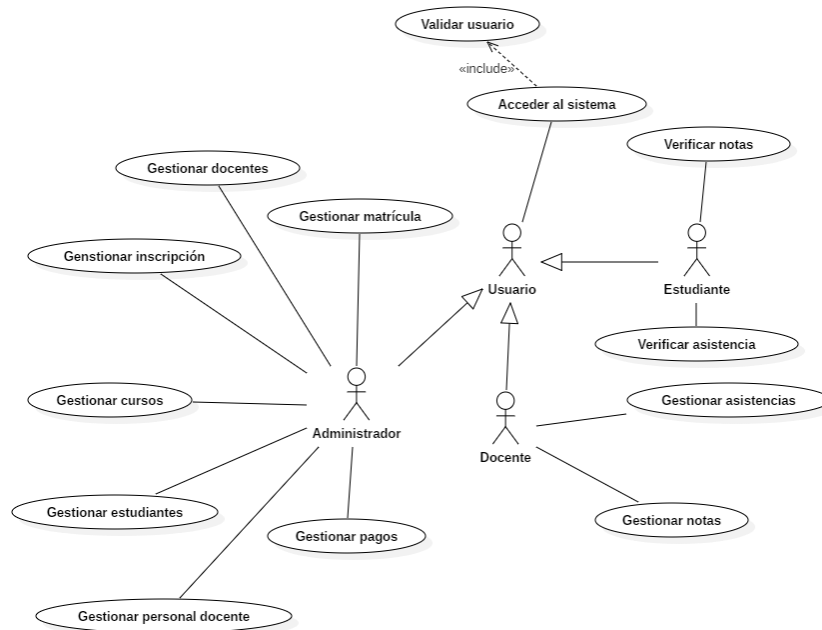 Validar usuario
«include»
Acceder al sistema
Verificar notas
Gestionar docentes
Gestionar matrícula
Genstionar inscripción
Usuario
Estudiante
Verificar asistencia
Gestionar cursos
Gestionar asistencias
Administrador
Docente
Gestionar estudiantes
Gestionar notas
Gestionar pagos
Gestionar personal docente